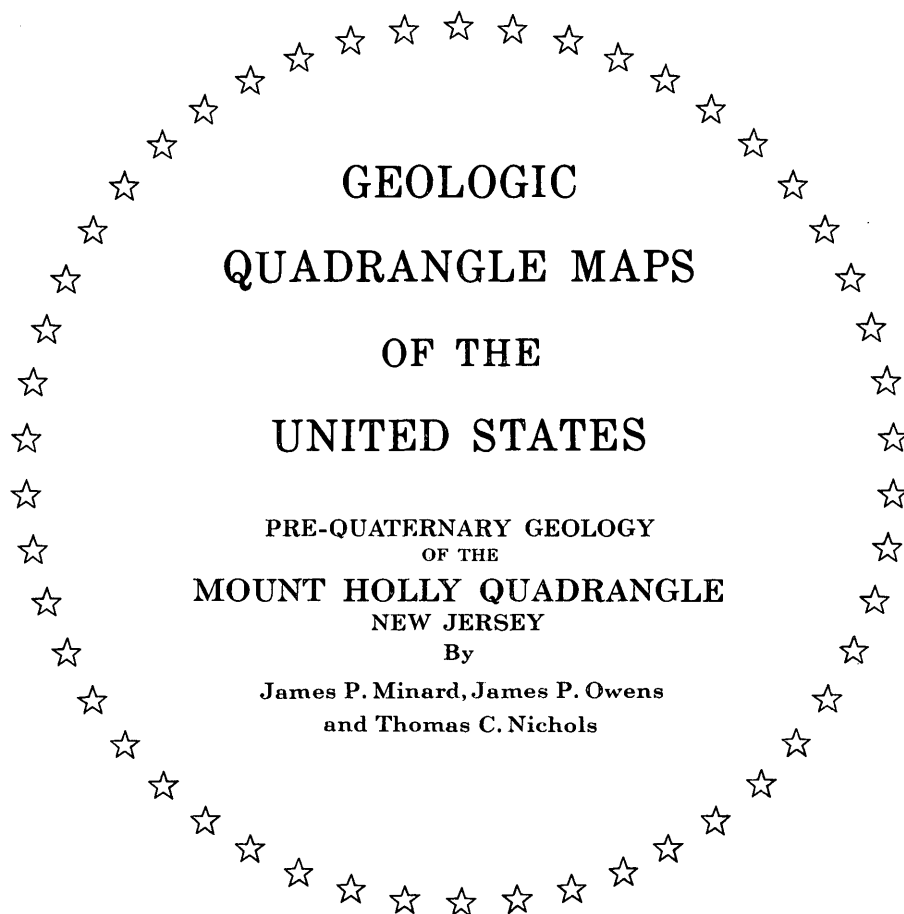 GEOLOGIC
QUADRANGLE MAPS
OF THE
UNITED STATES
PRE-QUATERNARY GEOLOGY
OF THE
MOUNT HOLLY QUADRANGLE
NEW JERSEY
By
James P. Minard, James P. Owens
and Thomas C. Nichols